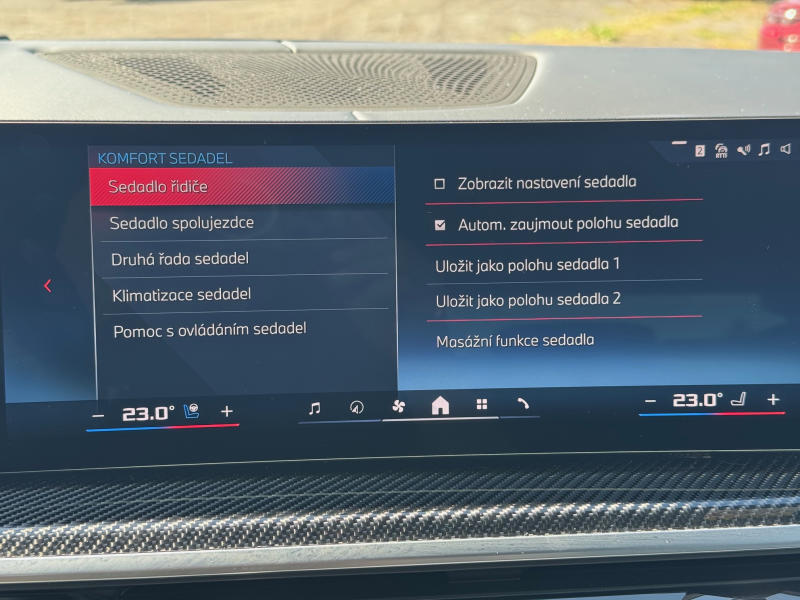 KOMFORT SEDADEL
Sedadlo řidiče
Sedadlo spolujezdce
Druhá řada sedadel
Klimatizace sedadel
Pomoc s ovládáním sedadel
2
RTTI
Zobrazit nastavení sedadla
Autom. zaujmout polohu sedadla
Uložit jako polohu sedadla 1
Uložit jako polohu sedadla 2
Masážní funkce sedadla
− 23.0° +
− 23.0° +